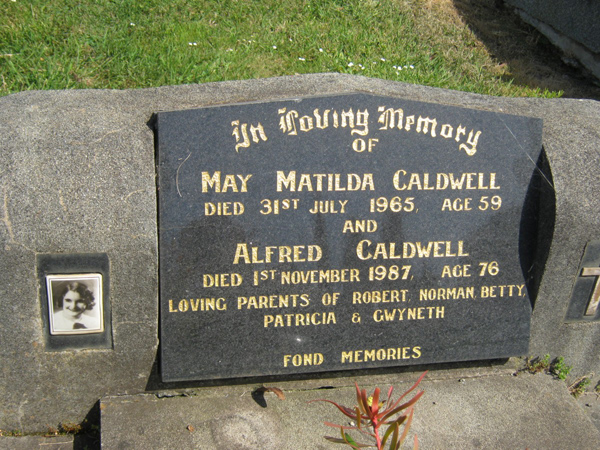 In Loving Memory
OF
MAY MATILDA CALDWELL
DIED 31ST JULY 1965, AGE 59
AND
ALFRED CALDWELL
DIED 1ST NOVEMBER 1987, AGE 76
LOVING PARENTS OF ROBERT, NORMAN, BETTY,
PATRICIA & GWYNETH
FOND MEMORIES